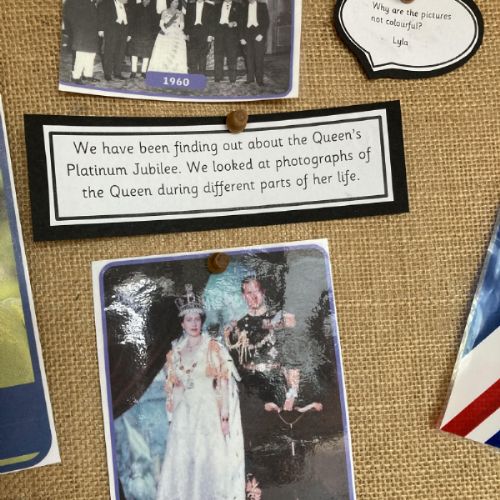 Why are the pictures
not colourful?
Lyla
1960
We have been finding out about the Queen's
Platinum Jubilee. We looked at photographs of
the Queen during different parts of her life.